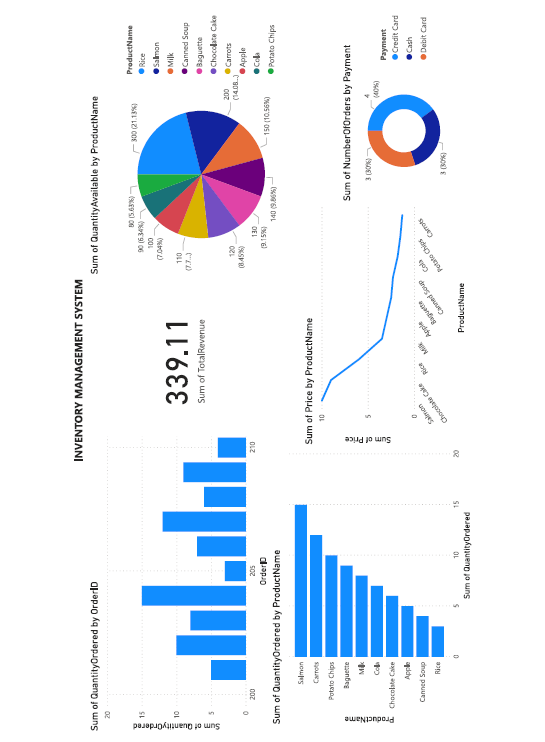 INVENTORY MANAGEMENT SYSTEM
Sum of QuantityOrdered by OrderID
Sum of QuantityOrdered
20
15
10
5
0
200
205
210
OrderID
339.11
Sum of TotalRevenue
Sum of QuantityAvailable by ProductName
300 (21.13%)
200
(14.08...)
150 (10.56%)
140 (9.86%)
130
(9.15%)
120
(8.45%)
110
(7.7...)
100
(7.04%)
90 (6.34%)
80 (5.63%)
ProductName
Rice
Salmon
Milk
Canned Soup
Baguette
Chocolate Cake
Carrots
Apple
Cola
Potato Chips
Sum of QuantityOrdered by ProductName
ProductName
Salmon
Carrots
Potato Chips
Baguette
Milk
Cola
Chocolate Cake
Apple
Canned Soup
Rice
0
5
10
15
20
Sum of QuantityOrdered
Sum of Price by ProductName
Sum of Price
10
5
0
Salmon
Chocolate Cake
Rice
Milk
Apple
Baguette
Canned Soup
Cola
Potato Chips
Carrots
ProductName
Sum of NumberOfOrders by Payment
4
(40%)
3 (30%)
3 (30%)
Payment
Credit Card
Cash
Debit Card